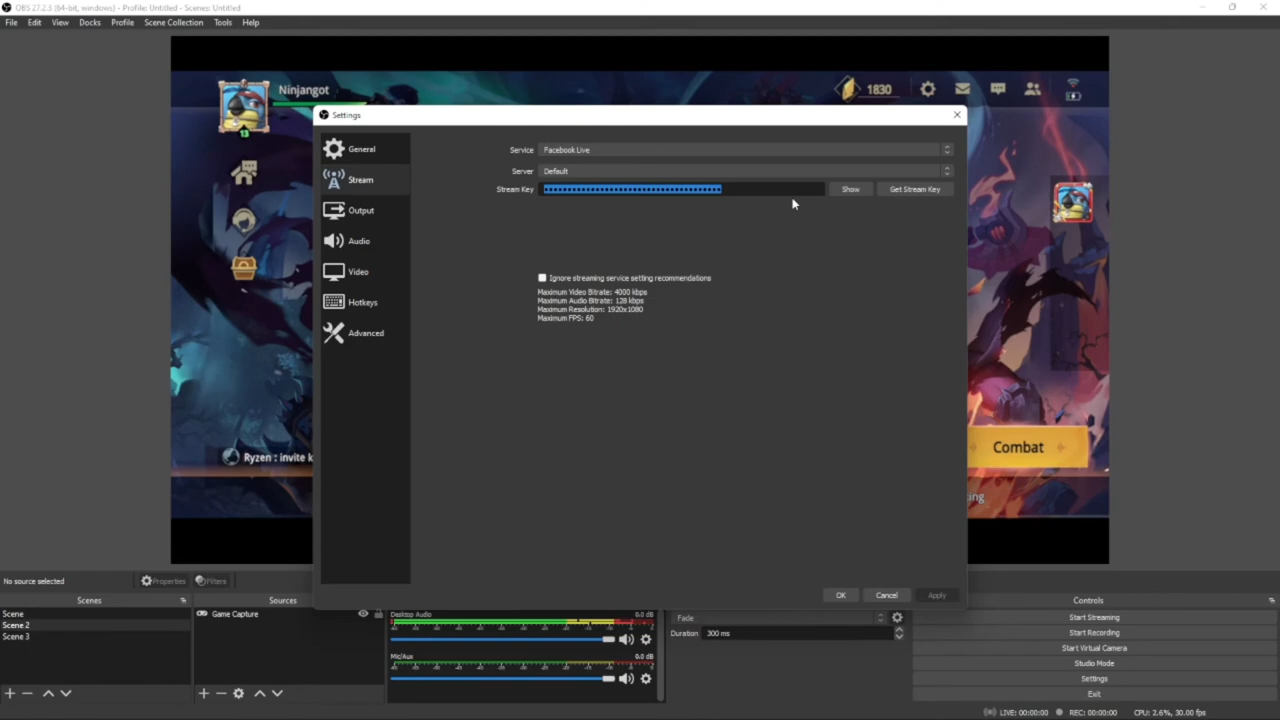 OBS 27.2.3 (64-bit, windows) - Profile: Untitled - Scenes: Untitled
File Edit View Docks Profile Scene Collection Tools Help
Ninjangot
1830
13
Settings
General
Stream
Output
Audio
Video
Hotkeys
Advanced
Service Facebook Live
Server Default
Stream Key Show Get Stream Key
Ignore streaming service setting recommendations
Maximum Video Bitrate: 4000 kbps
Maximum Audio Bitrate: 128 kbps
Maximum Resolution: 1920x1080
Maximum FPS: 60
Combat
Ryzen : invite k
ing
OK Cancel Apply
No source selected Properties Filters
Scenes
Scene
Scene 2
Scene 3
Sources
Game Capture
Desktop Audio 0.0 dB
Mic/Aux 0.0 dB
Fade
Duration 300 ms
Controls
Start Streaming
Start Recording
Start Virtual Camera
Studio Mode
Settings
Exit
LIVE: 00:00:00 REC: 00:00:00 CPU: 2.6%, 30.00 fps